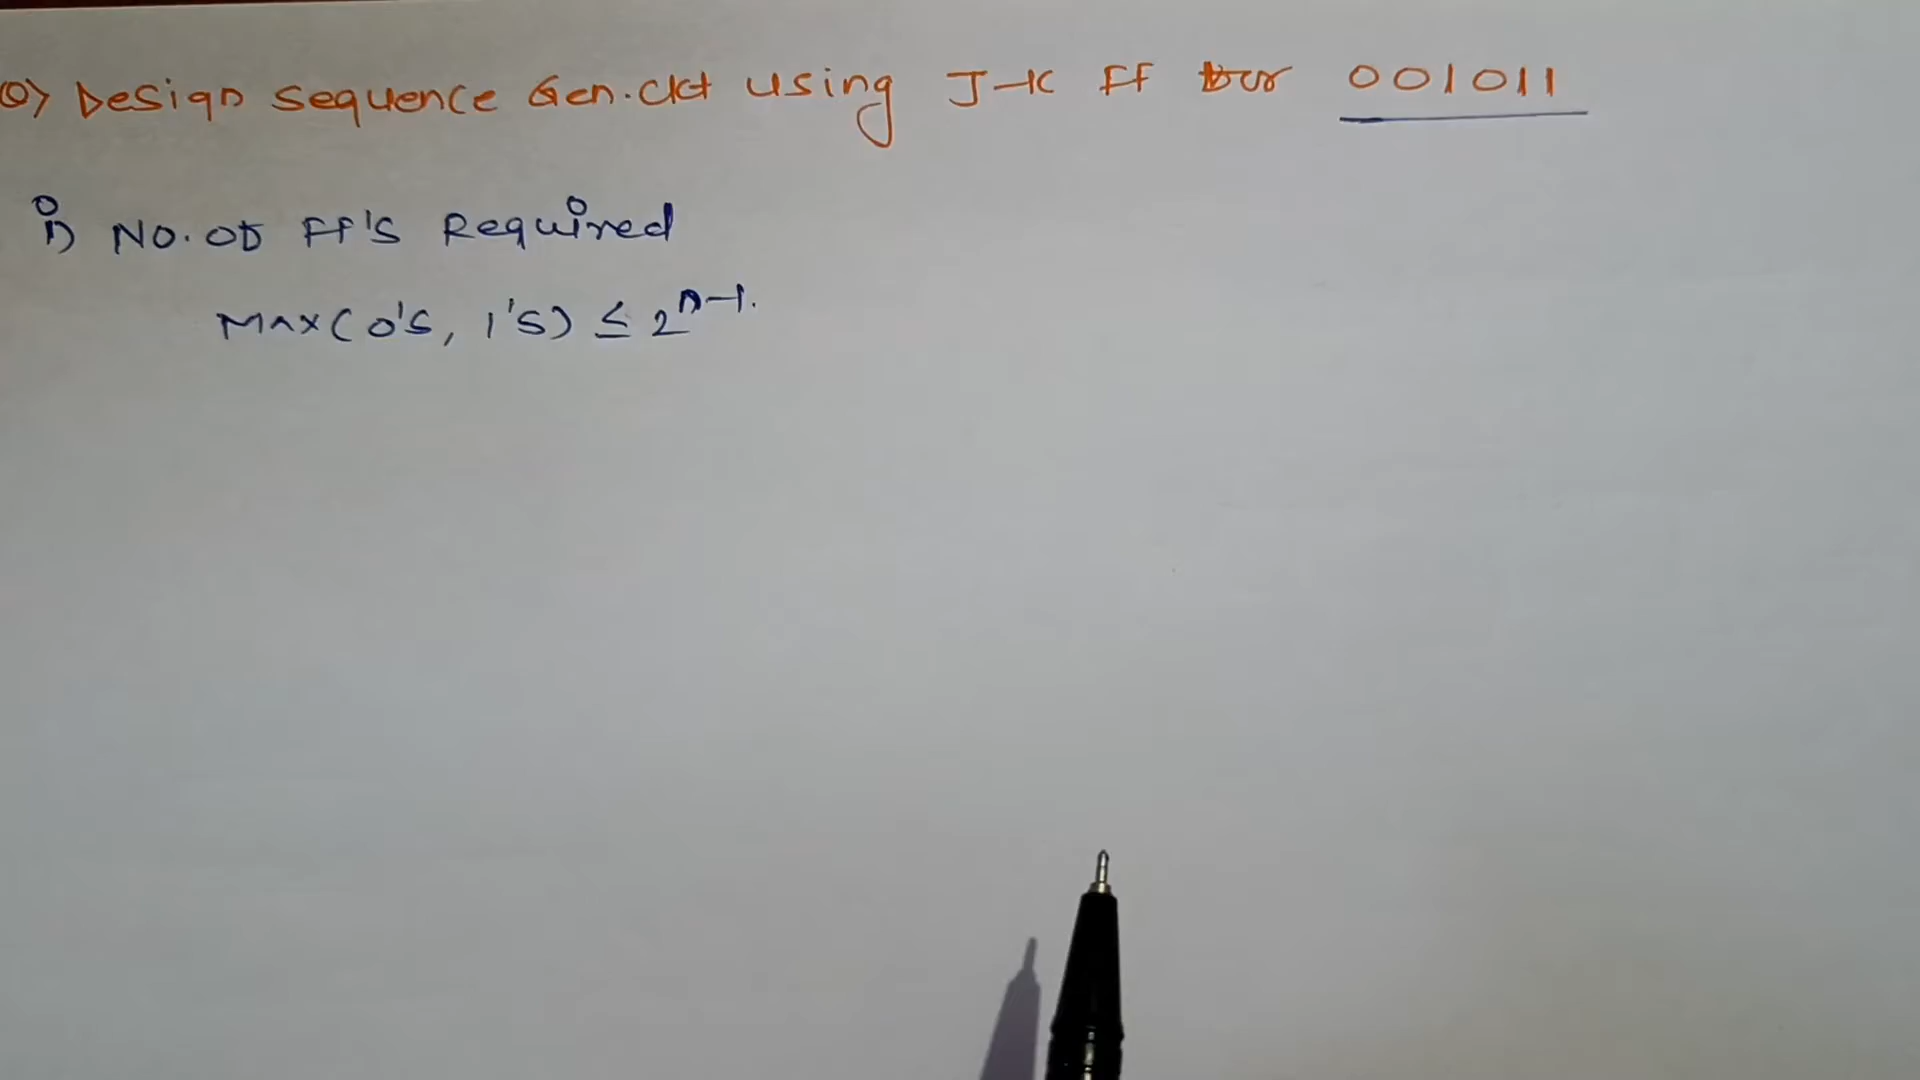 Q) Design sequence Gen.ckt using J-K FF for 001011
i) No. of FF's Required
Max(0's, 1's) ≤ 2^n-1.